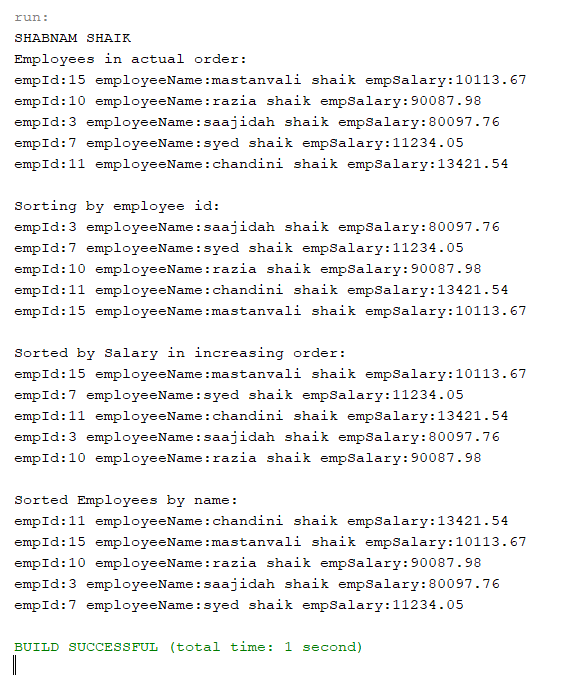 run:
SHABNAM SHAIK
Employees in actual order:
empId:15 employeeName:mastanvali shaik empSalary:10113.67
empId:10 employeeName:razia shaik empSalary:90087.98
empId:3 employeeName:saajidah shaik empSalary:80097.76
empId:7 employeeName:syed shaik empSalary:11234.05
empId:11 employeeName:chandini shaik empSalary:13421.54

Sorting by employee id:
empId:3 employeeName:saajidah shaik empSalary:80097.76
empId:7 employeeName:syed shaik empSalary:11234.05
empId:10 employeeName:razia shaik empSalary:90087.98
empId:11 employeeName:chandini shaik empSalary:13421.54
empId:15 employeeName:mastanvali shaik empSalary:10113.67

Sorted by Salary in increasing order:
empId:15 employeeName:mastanvali shaik empSalary:10113.67
empId:7 employeeName:syed shaik empSalary:11234.05
empId:11 employeeName:chandini shaik empSalary:13421.54
empId:3 employeeName:saajidah shaik empSalary:80097.76
empId:10 employeeName:razia shaik empSalary:90087.98

Sorted Employees by name:
empId:11 employeeName:chandini shaik empSalary:13421.54
empId:15 employeeName:mastanvali shaik empSalary:10113.67
empId:10 employeeName:razia shaik empSalary:90087.98
empId:3 employeeName:saajidah shaik empSalary:80097.76
empId:7 employeeName:syed shaik empSalary:11234.05

BUILD SUCCESSFUL (total time: 1 second)